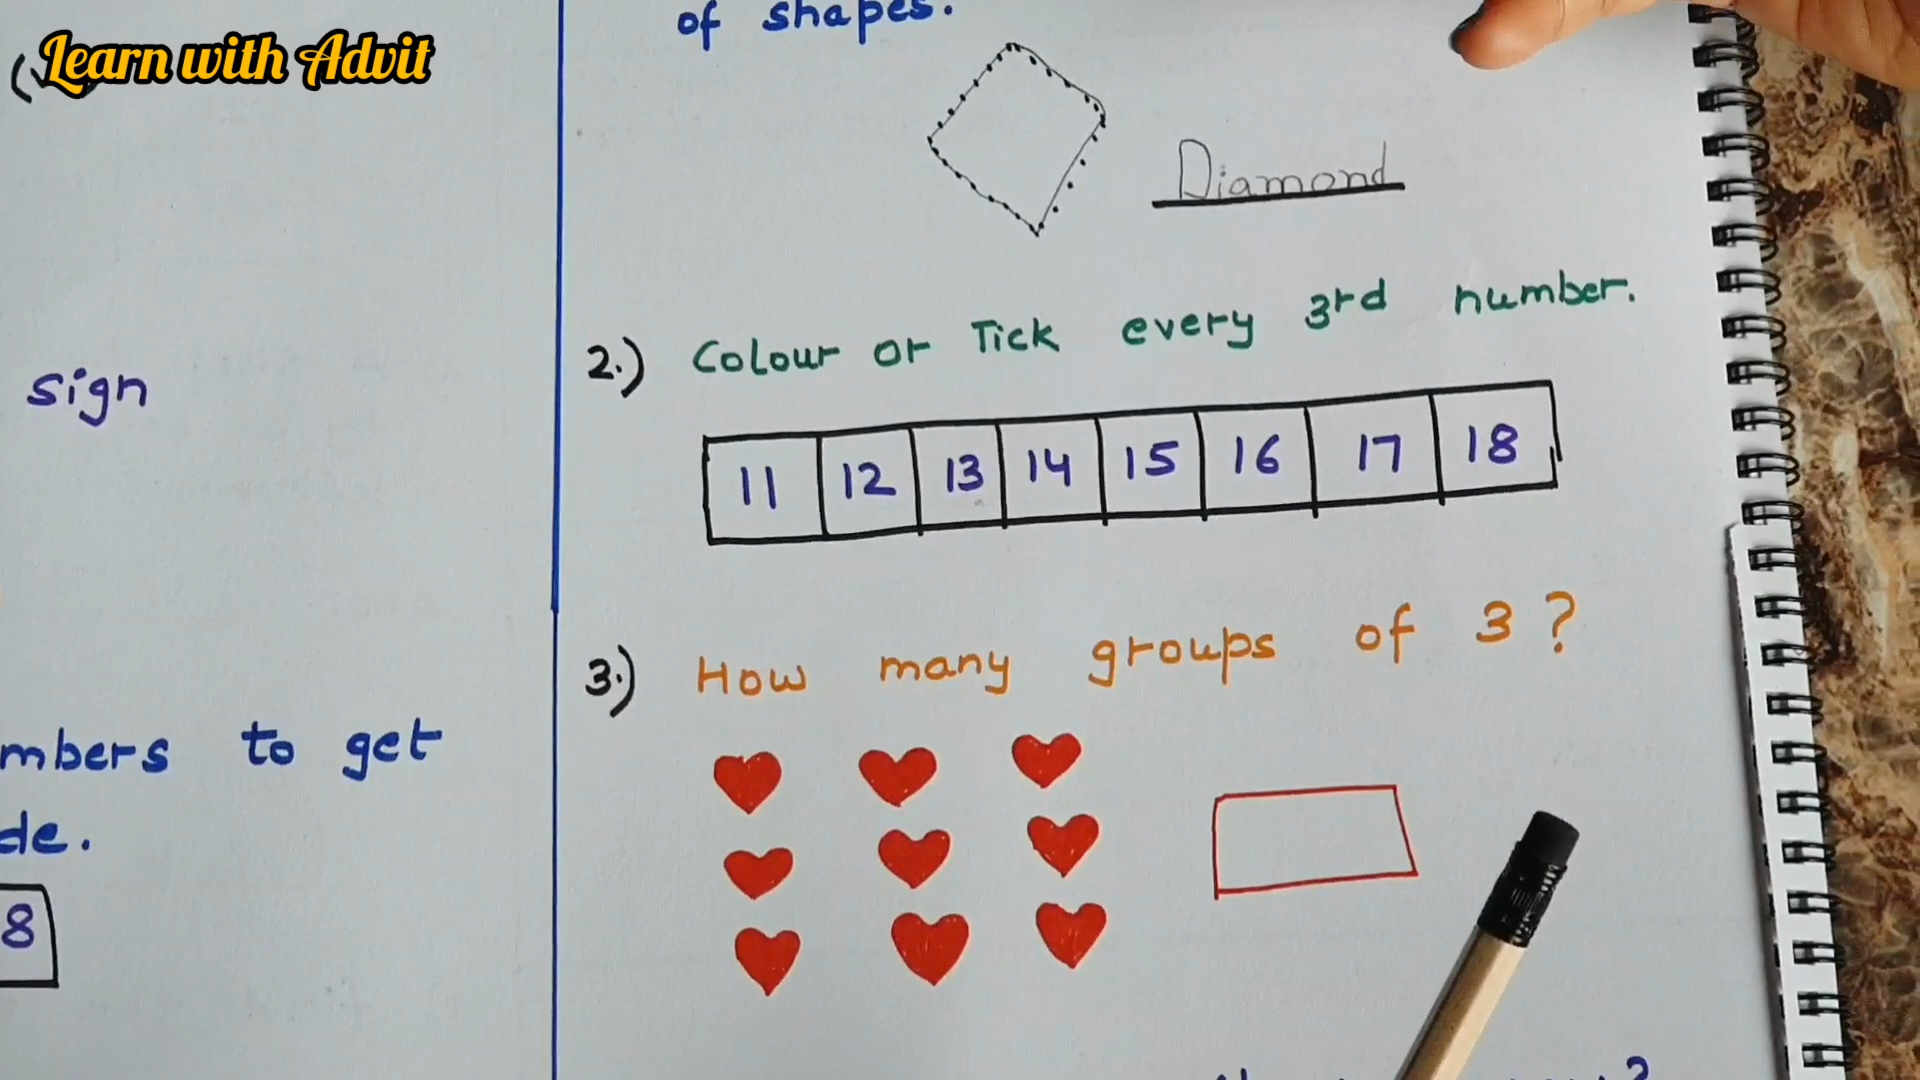 Learn with Advit
of shapes.
Diamond
sign
2.) Colour or Tick every 3rd number.
11 12 13 14 15 16 17 18
3.) How many groups of 3 ?
mbers to get
de.
8